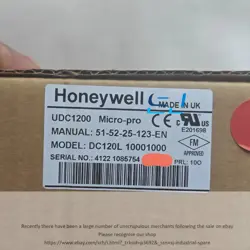 Honeywell
MADE IN UK
UDC1200 Micro-pro
E201698
MANUAL: 51-52-25-123-EN
MODEL: DC120L 10001000
SERIAL NO.: 4122 1085754
PRL: 100
Recently there have been a large number of unscrupulous merchants following the resale on eBay,
Please recognize our shop